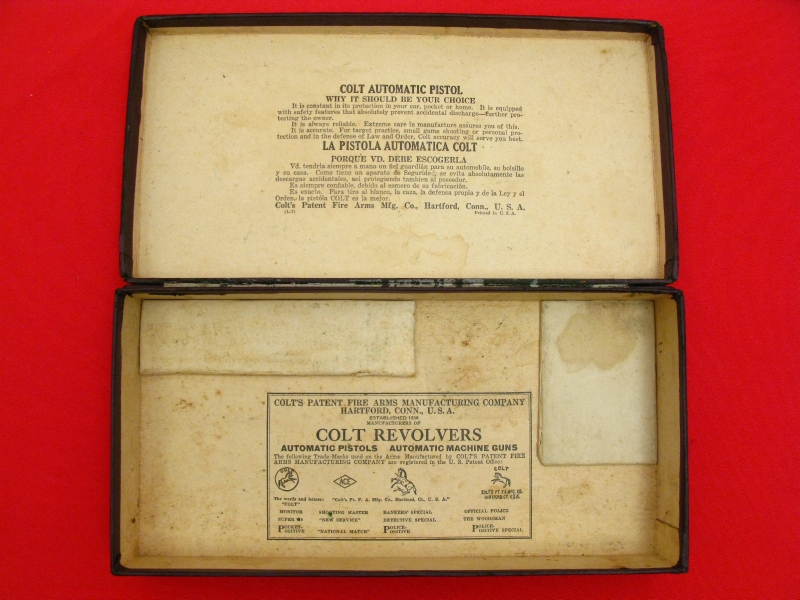 COLT AUTOMATIC PISTOL
WHY IT SHOULD BE YOUR CHOICE
It is constant in its protection in your car, pocket or home. It is equipped
with safety features that absolutely prevent accidental discharge—further pro-
tecting the owner.
It is always reliable. Extreme care in manufacture assures you of this.
It is accurate. For target practice, small game shooting or personal pro-
tection and in the defense of Law and Order, Colt accuracy will serve you best.
LA PISTOLA AUTOMATICA COLT
PORQUE VD. DEBE ESCOGERLA
Vd. tendria siempre a mano un fiel guardián para su automobile, su bolsillo
y su casa. Como tiene un aparato de Seguridad, se evita absolutamente las
descargas accidentales, asi protegiendo tambien al poseedor.
Es siempre confiable, debido al esmero de su fabricación.
Es exacto. Para tiro al blanco, la caza, la defensa propia y de la Ley y el
Orden, la pistola COLT es la mejor.
Colt's Patent Fire Arms Mfg. Co., Hartford, Conn., U. S. A.
Printed in U. S. A.
COLT'S PATENT FIRE ARMS MANUFACTURING COMPANY
HARTFORD, CONN., U. S. A.
ESTABLISHED 1836
MANUFACTURERS OF
COLT REVOLVERS
AUTOMATIC PISTOLS AUTOMATIC MACHINE GUNS
The following Trade-Marks used on the Arms Manufactured by COLT'S PATENT FIRE
ARMS MANUFACTURING COMPANY are registered in the U. S. Patent Office:
COLT ACE COLT
COLT'S PT. F. A. MFG. CO.
HARTFORD CT. U.S.A.
The words and letters: "Colt's Pt. F. A. Mfg. Co. Hartford, Ct., U. S. A."
"COLT"
MONITOR SHOOTING MASTER BANKERS' SPECIAL OFFICIAL POLICE
SUPER 38 "NEW SERVICE" DETECTIVE SPECIAL THE WOODSMAN
POCKET-POSITIVE "NATIONAL MATCH" POLICE-POSITIVE POLICE-POSITIVE SPECIAL